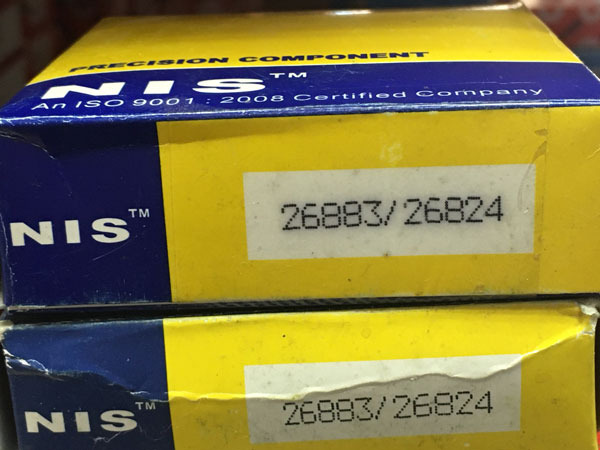 PRECISION COMPONENT
NIS™
An ISO 9001 : 2008 Certified Company
NIS™
26883/26824
NIS™
26883/26824